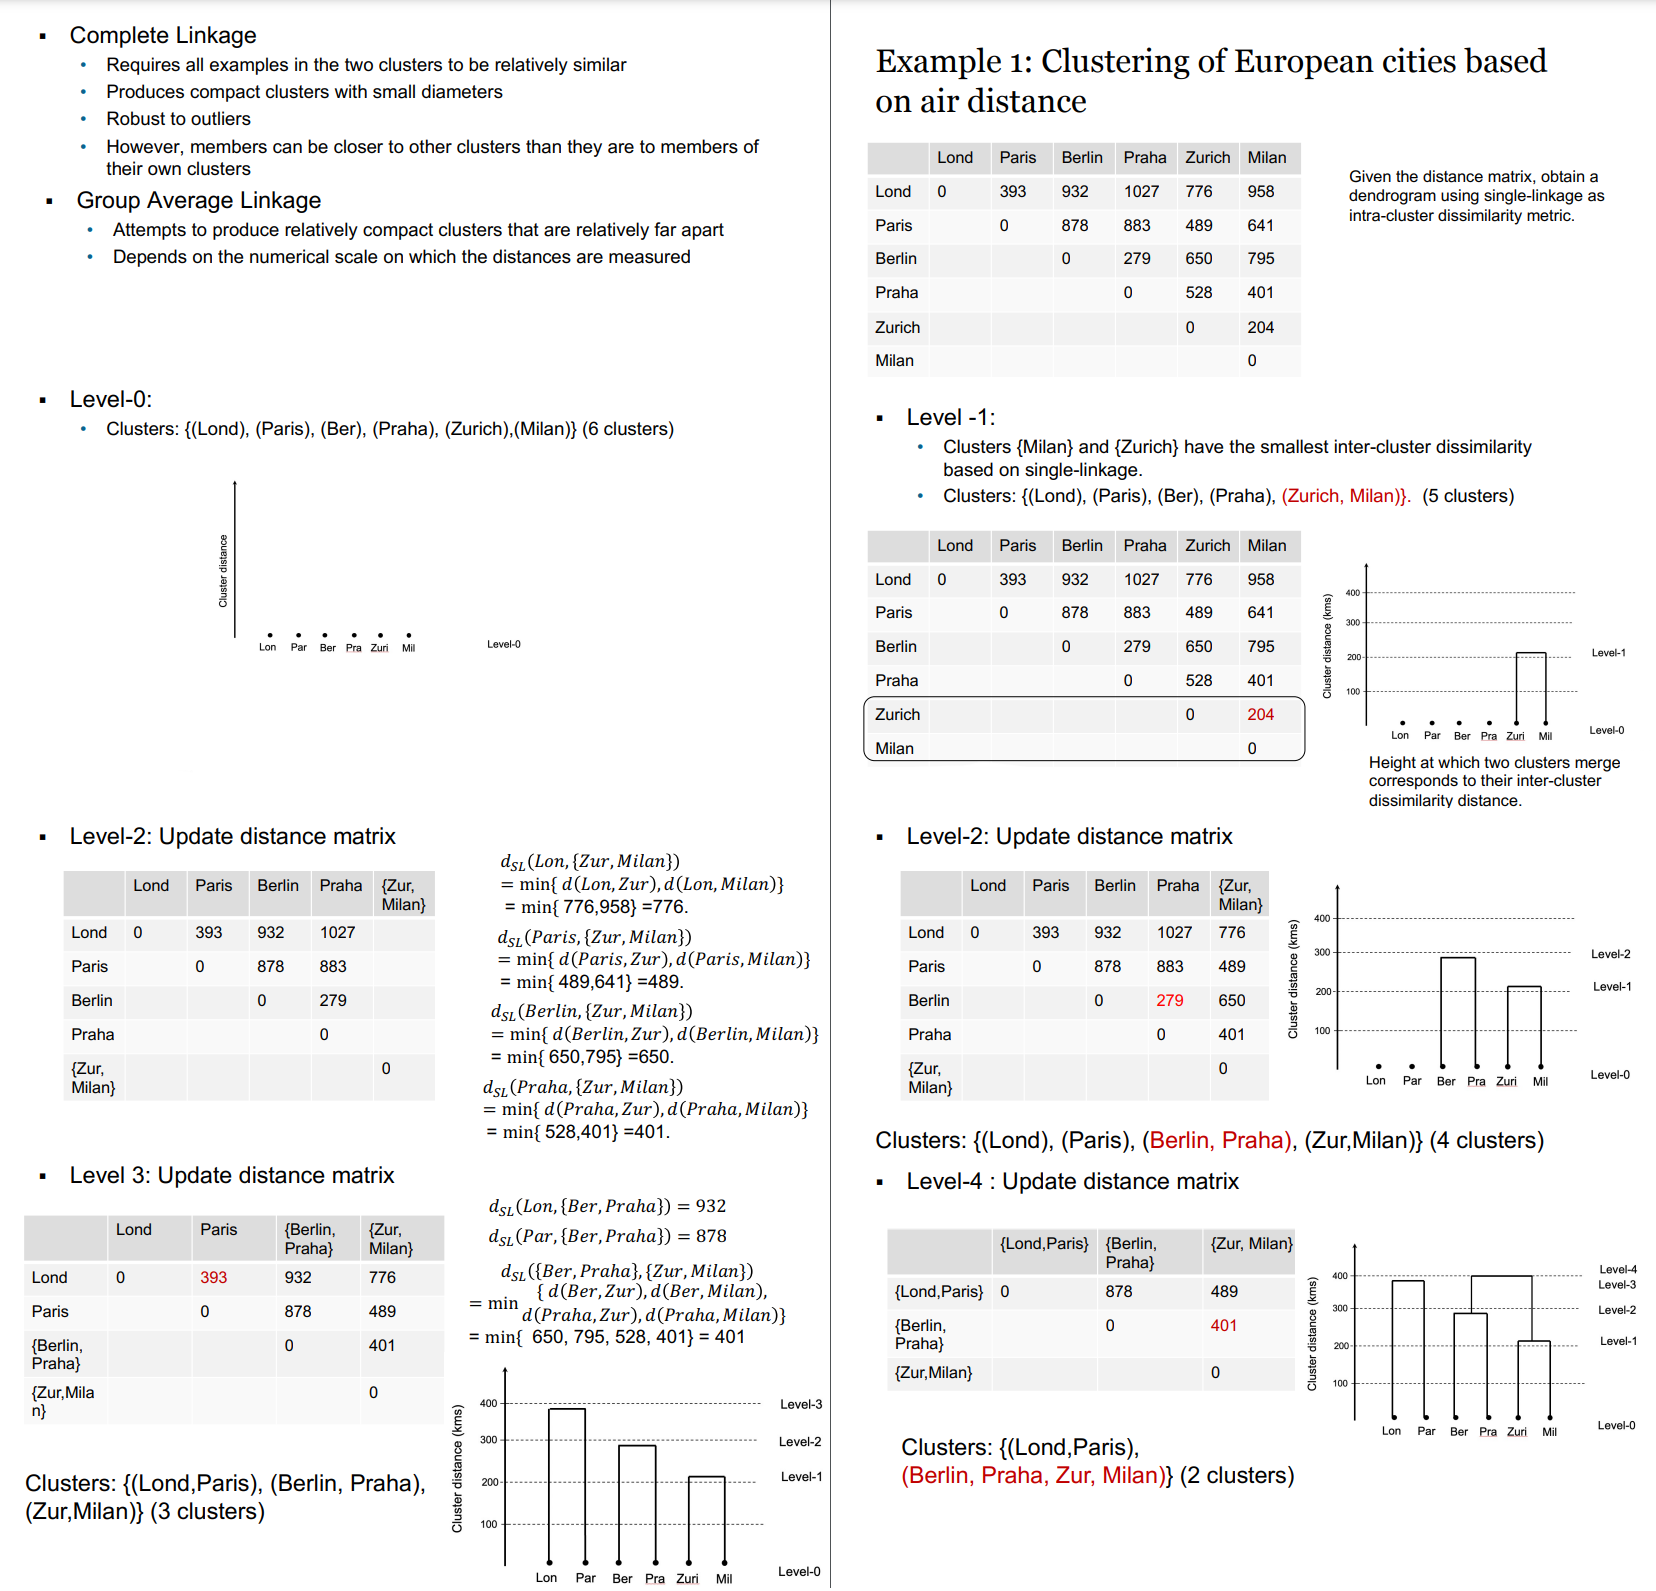 ▪ Complete Linkage
• Requires all examples in the two clusters to be relatively similar
• Produces compact clusters with small diameters
• Robust to outliers
• However, members can be closer to other clusters than they are to members of
their own clusters
▪ Group Average Linkage
• Attempts to produce relatively compact clusters that are relatively far apart
• Depends on the numerical scale on which the distances are measured
Example 1: Clustering of European cities based
on air distance
Lond Paris Berlin Praha Zurich Milan
Lond 0 393 932 1027 776 958
Paris 0 878 883 489 641
Berlin 0 279 650 795
Praha 0 528 401
Zurich 0 204
Milan 0
Given the distance matrix, obtain a
dendrogram using single-linkage as
intra-cluster dissimilarity metric.
▪ Level-0:
• Clusters: {(Lond), (Paris), (Ber), (Praha), (Zurich),(Milan)} (6 clusters)
Cluster distance
Lon Par Ber Pra Zuri Mil
Level-0
▪ Level -1:
• Clusters {Milan} and {Zurich} have the smallest inter-cluster dissimilarity
based on single-linkage.
• Clusters: {(Lond), (Paris), (Ber), (Praha), (Zurich, Milan)}. (5 clusters)
Lond Paris Berlin Praha Zurich Milan
Lond 0 393 932 1027 776 958
Paris 0 878 883 489 641
Berlin 0 279 650 795
Praha 0 528 401
Zurich 0 204
Milan 0
Cluster distance (kms)
400
300
200
100
Level-1
Level-0
Lon Par Ber Pra Zuri Mil
Height at which two clusters merge
corresponds to their inter-cluster
dissimilarity distance.
▪ Level-2: Update distance matrix
Lond Paris Berlin Praha {Zur,
Milan}
Lond 0 393 932 1027
Paris 0 878 883
Berlin 0 279
Praha 0
{Zur, 0
Milan}
d_SL(Lon,{Zur,Milan})
= min{ d(Lon,Zur),d(Lon,Milan)}
= min{ 776,958} =776.
d_SL(Paris,{Zur,Milan})
= min{ d(Paris,Zur),d(Paris,Milan)}
= min{ 489,641} =489.
d_SL(Berlin,{Zur,Milan})
= min{ d(Berlin,Zur),d(Berlin,Milan)}
= min{ 650,795} =650.
d_SL(Praha,{Zur,Milan})
= min{ d(Praha,Zur),d(Praha,Milan)}
= min{ 528,401} =401.
▪ Level-2: Update distance matrix
Lond Paris Berlin Praha {Zur,
Milan}
Lond 0 393 932 1027 776
Paris 0 878 883 489
Berlin 0 279 650
Praha 0 401
{Zur, 0
Milan}
Cluster distance (kms)
400
300
200
100
Level-2
Level-1
Level-0
Lon Par Ber Pra Zuri Mil
Clusters: {(Lond), (Paris), (Berlin, Praha), (Zur,Milan)} (4 clusters)
▪ Level 3: Update distance matrix
Lond Paris {Berlin, {Zur,
Praha} Milan}
Lond 0 393 932 776
Paris 0 878 489
{Berlin, 0 401
Praha}
{Zur,Mila 0
n}
d_SL(Lon,{Ber,Praha}) = 932
d_SL(Par,{Ber,Praha}) = 878
d_SL({Ber,Praha},{Zur,Milan})
= min { d(Ber,Zur),d(Ber,Milan),
d(Praha,Zur),d(Praha,Milan)}
= min{ 650, 795, 528, 401} = 401
Cluster distance (kms)
400
300
200
100
Level-3
Level-2
Level-1
Level-0
Lon Par Ber Pra Zuri Mil
Clusters: {(Lond,Paris), (Berlin, Praha),
(Zur,Milan)} (3 clusters)
▪ Level-4 : Update distance matrix
{Lond,Paris} {Berlin, {Zur, Milan}
Praha}
{Lond,Paris} 0 878 489
{Berlin, 0 401
Praha}
{Zur,Milan} 0
Cluster distance (kms)
400
300
200
100
Level-4
Level-3
Level-2
Level-1
Level-0
Lon Par Ber Pra Zuri Mil
Clusters: {(Lond,Paris),
(Berlin, Praha, Zur, Milan)} (2 clusters)